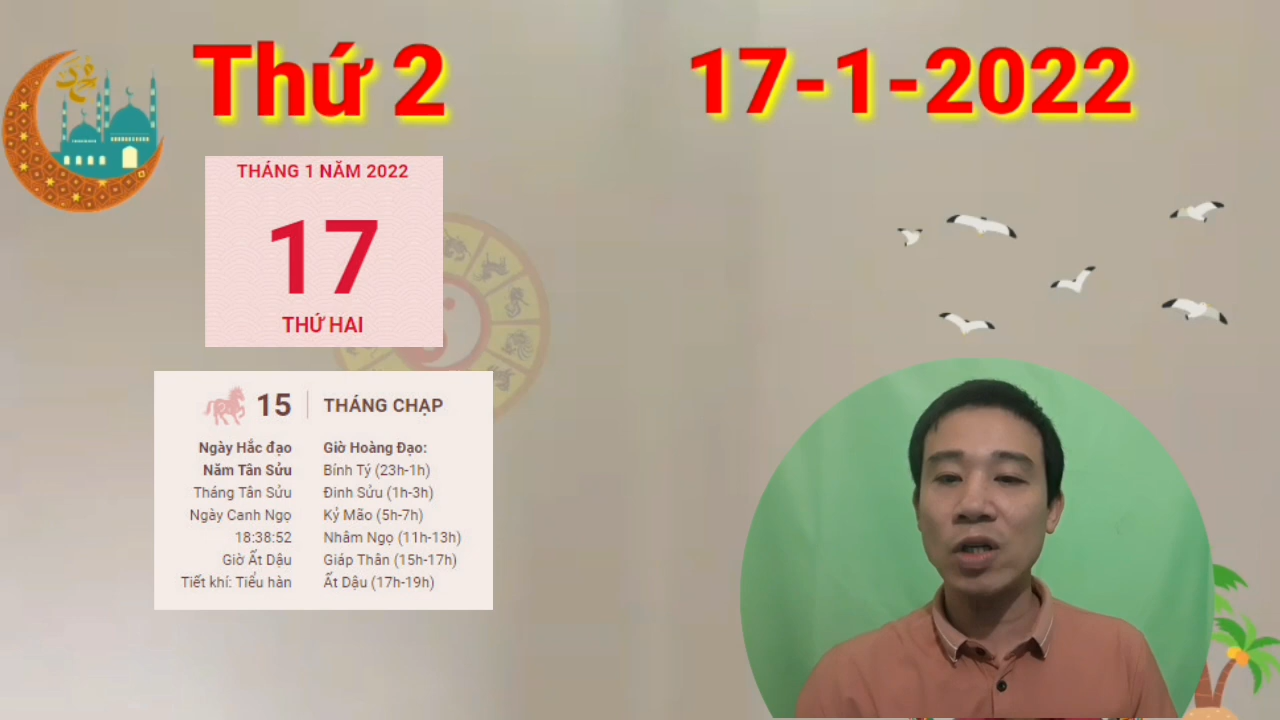 Thứ 2
17-1-2022
THÁNG 1 NĂM 2022
17
THỨ HAI
15
THÁNG CHẠP
Ngày Hắc đạo
Năm Tân Sửu
Tháng Tân Sửu
Ngày Canh Ngọ
18:38:52
Giờ Ất Dậu
Tiết khí: Tiểu hàn
Giờ Hoàng Đạo:
Bính Tý (23h-1h)
Đinh Sửu (1h-3h)
Kỷ Mão (5h-7h)
Nhâm Ngọ (11h-13h)
Giáp Thân (15h-17h)
Ất Dậu (17h-19h)